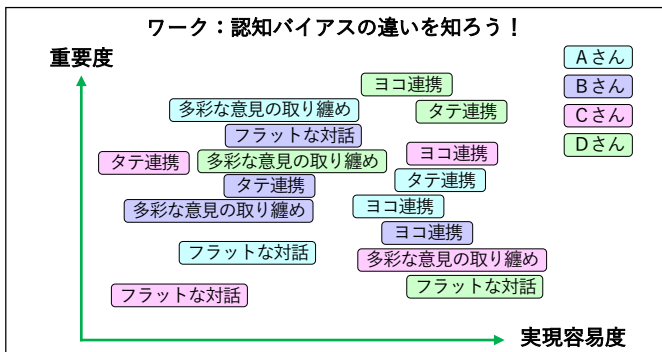 ワーク：認知バイアスの違いを知ろう！
重要度
Aさん
Bさん
Cさん
Dさん
ヨコ連携
多彩な意見の取り纏め
タテ連携
フラットな対話
タテ連携
多彩な意見の取り纏め
ヨコ連携
タテ連携
タテ連携
多彩な意見の取り纏め
ヨコ連携
ヨコ連携
フラットな対話
多彩な意見の取り纏め
フラットな対話
フラットな対話
実現容易度